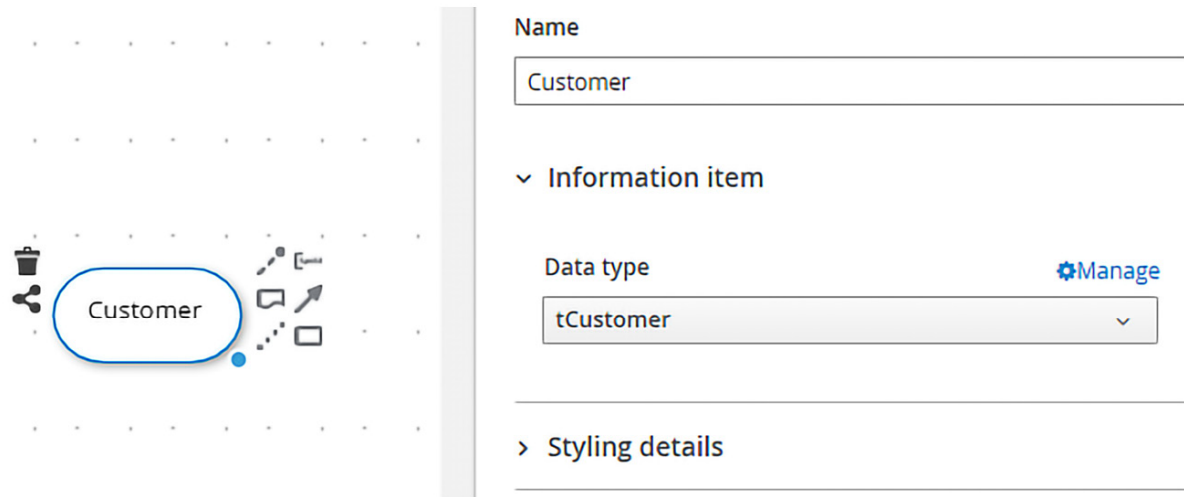 Name
Customer
Information item
Data type
Manage
tCustomer
Customer
Styling details